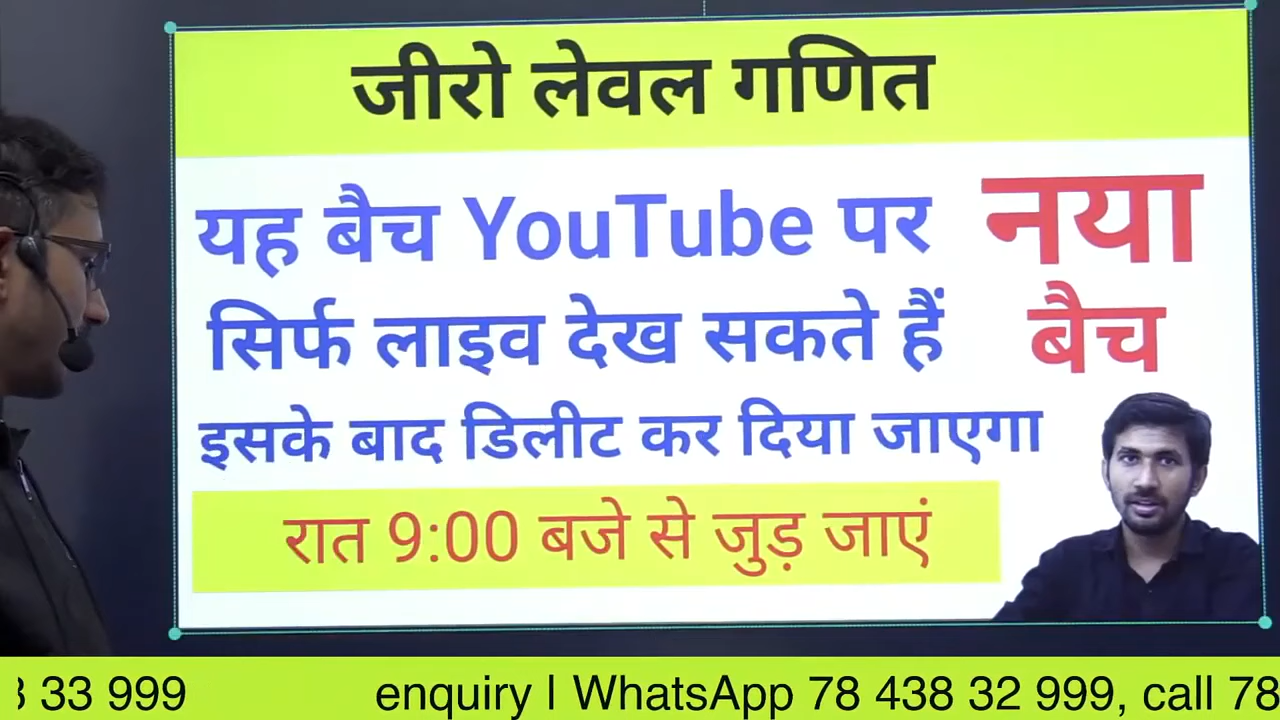 जीरो लेवल गणित
यह बैच YouTube पर
सिर्फ लाइव देख सकते हैं
नया
बैच
इसके बाद डिलीट कर दिया जाएगा
रात 9:00 बजे से जुड़ जाएं
33 999 enquiry I WhatsApp 78 438 32 999, call 78